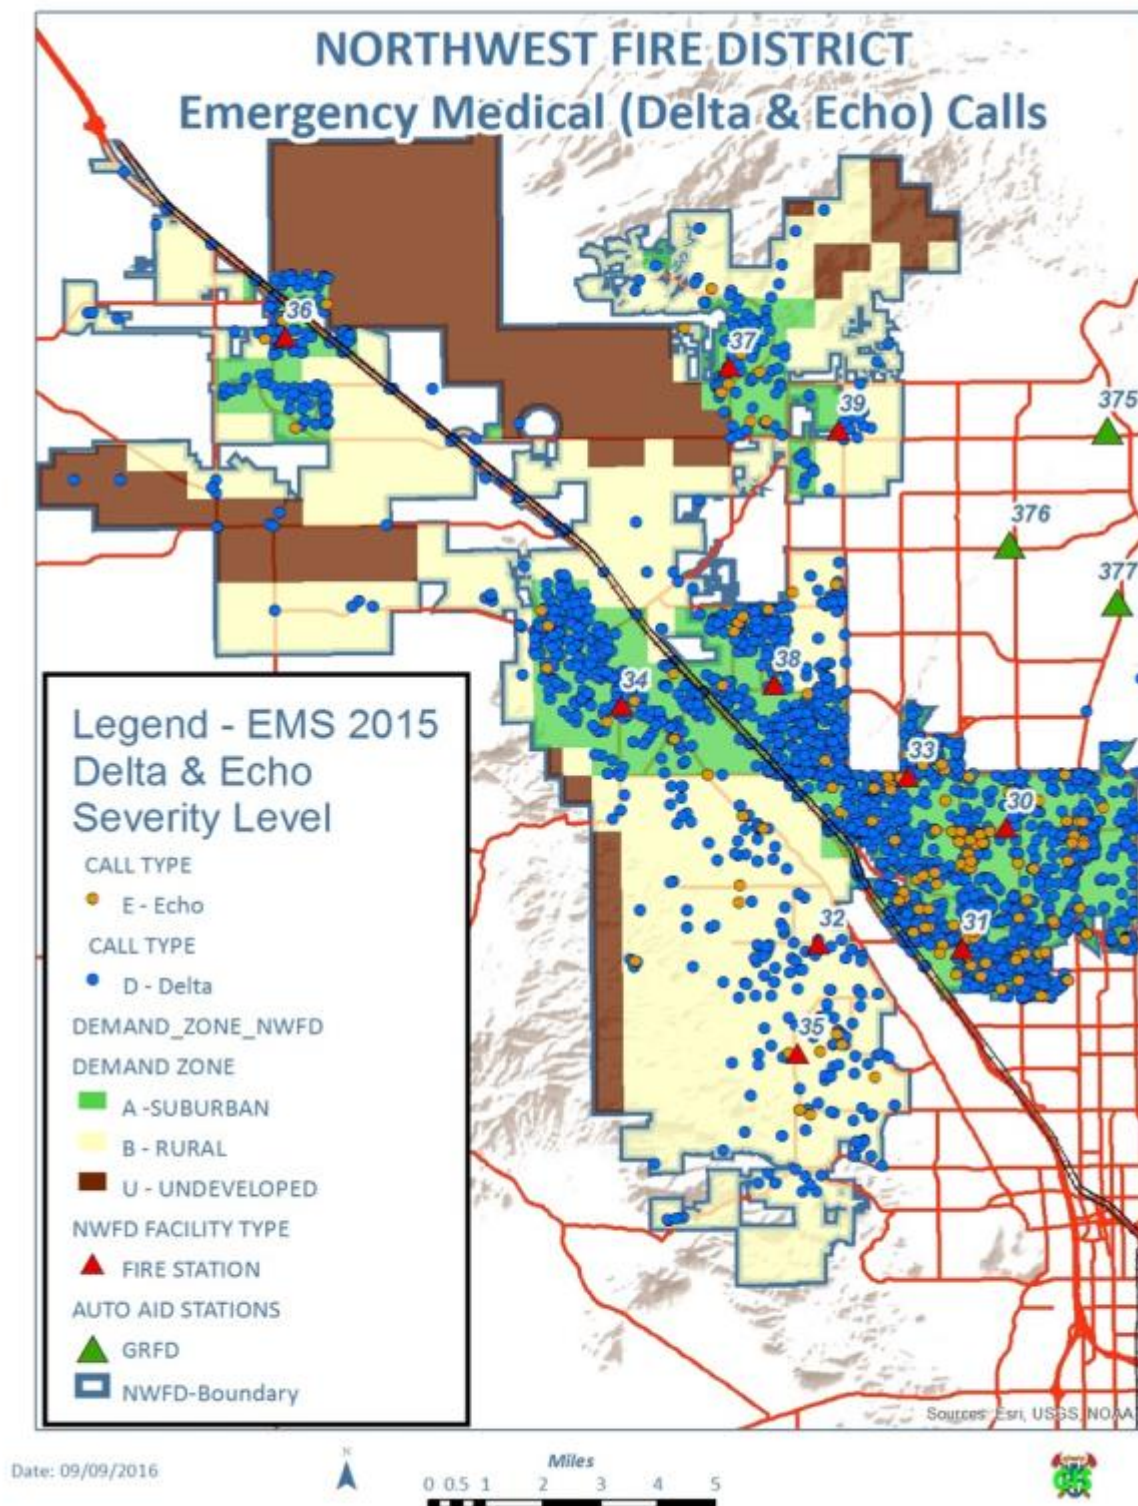 NORTHWEST FIRE DISTRICT
Emergency Medical (Delta & Echo) Calls
36
37
39
375
376
377
38
34
33
30
32
31
35
Legend - EMS 2015
Delta & Echo
Severity Level
CALL TYPE
E - Echo
CALL TYPE
D - Delta
DEMAND_ZONE_NWFD
DEMAND ZONE
A -SUBURBAN
B - RURAL
U - UNDEVELOPED
NWFD FACILITY TYPE
FIRE STATION
AUTO AID STATIONS
GRFD
NWFD-Boundary
Sources: Esri, USGS, NOAA
Date: 09/09/2016
N
Miles
0 0.5 1 2 3 4 5
GIS